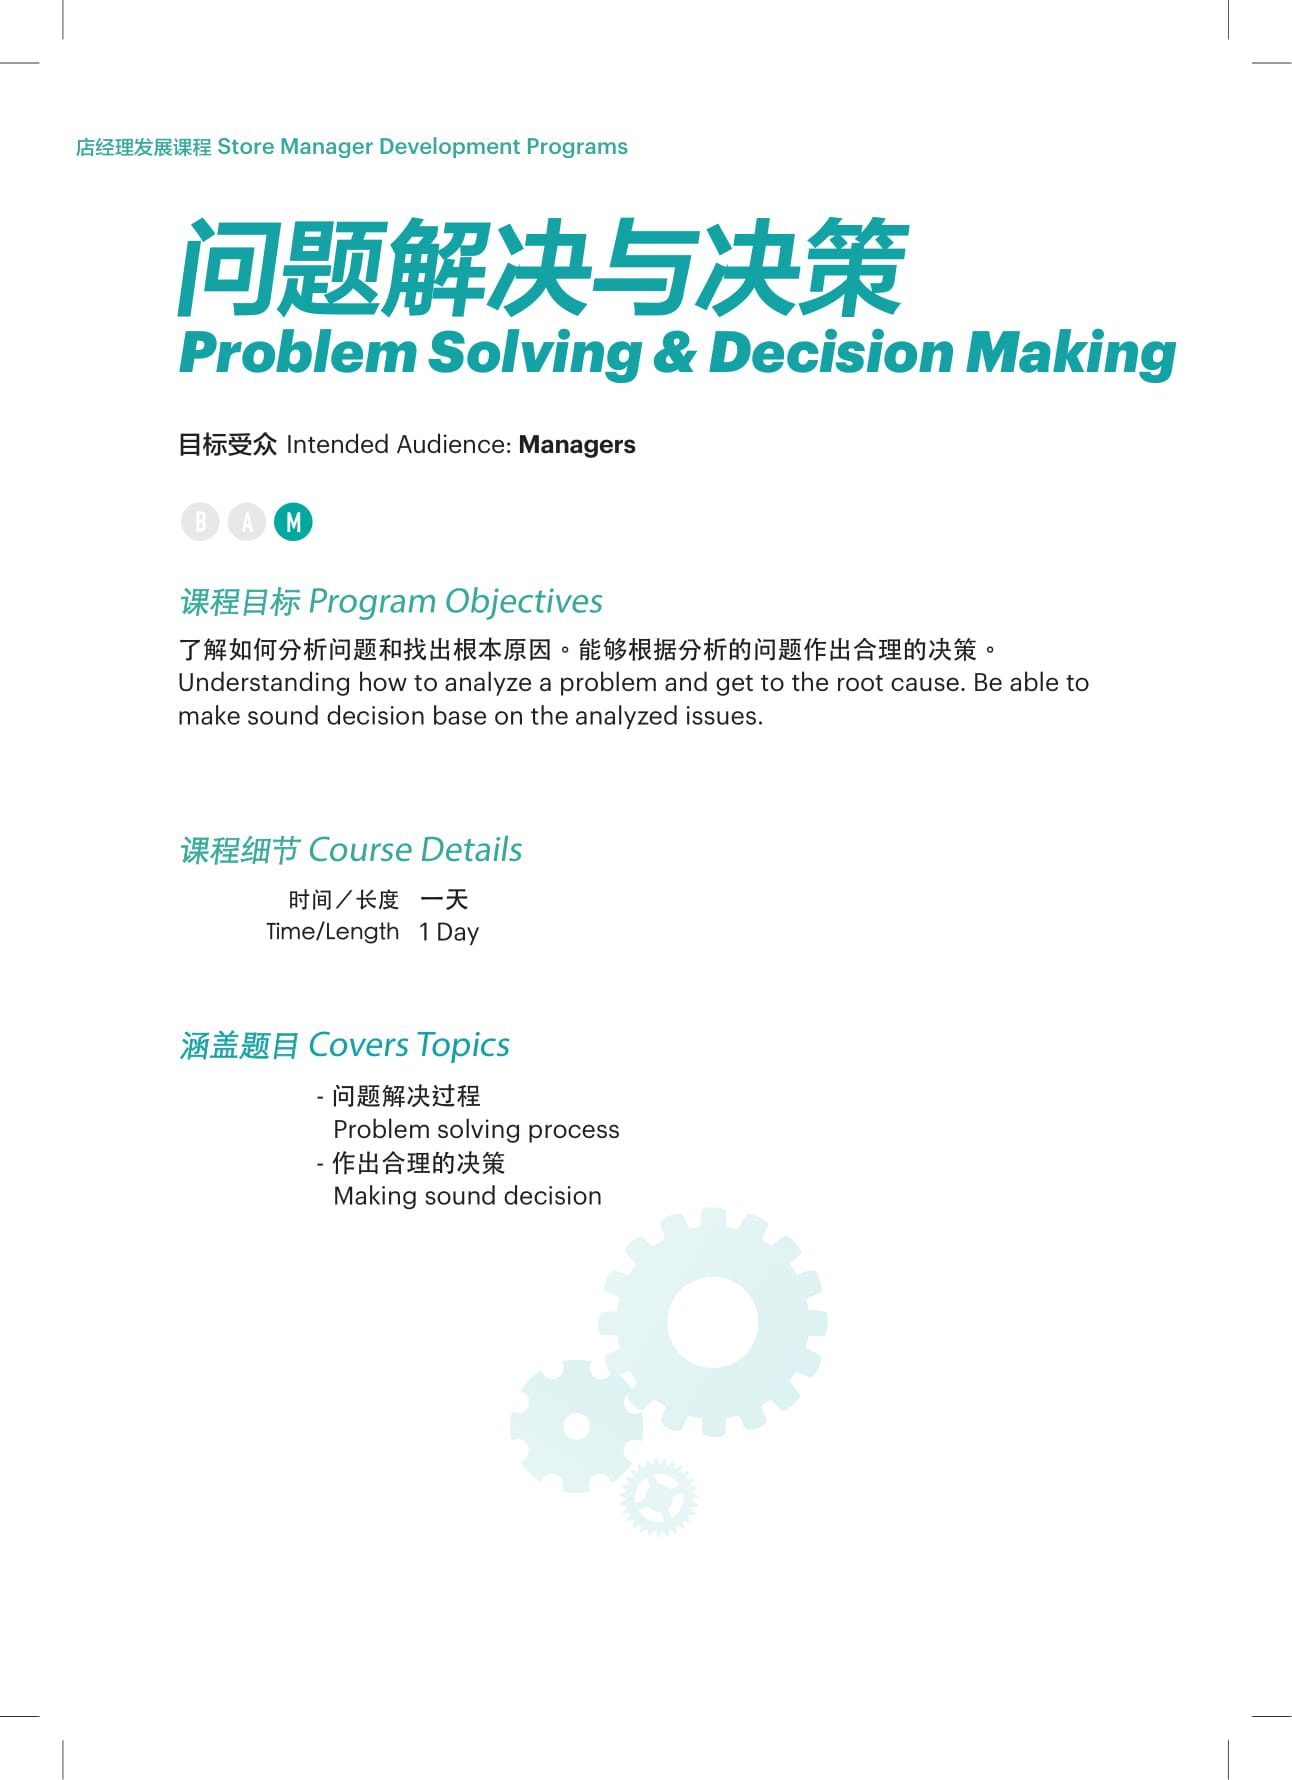 店经理发展课程 Store Manager Development Programs
问题解决与决策
Problem Solving & Decision Making
目标受众 Intended Audience: Managers
B A M
课程目标 Program Objectives
了解如何分析问题和找出根本原因。能够根据分析的问题作出合理的决策。
Understanding how to analyze a problem and get to the root cause. Be able to
make sound decision base on the analyzed issues.
课程细节 Course Details
时间／长度 一天
Time/Length 1 Day
涵盖题目 Covers Topics
- 问题解决过程
Problem solving process
- 作出合理的决策
Making sound decision